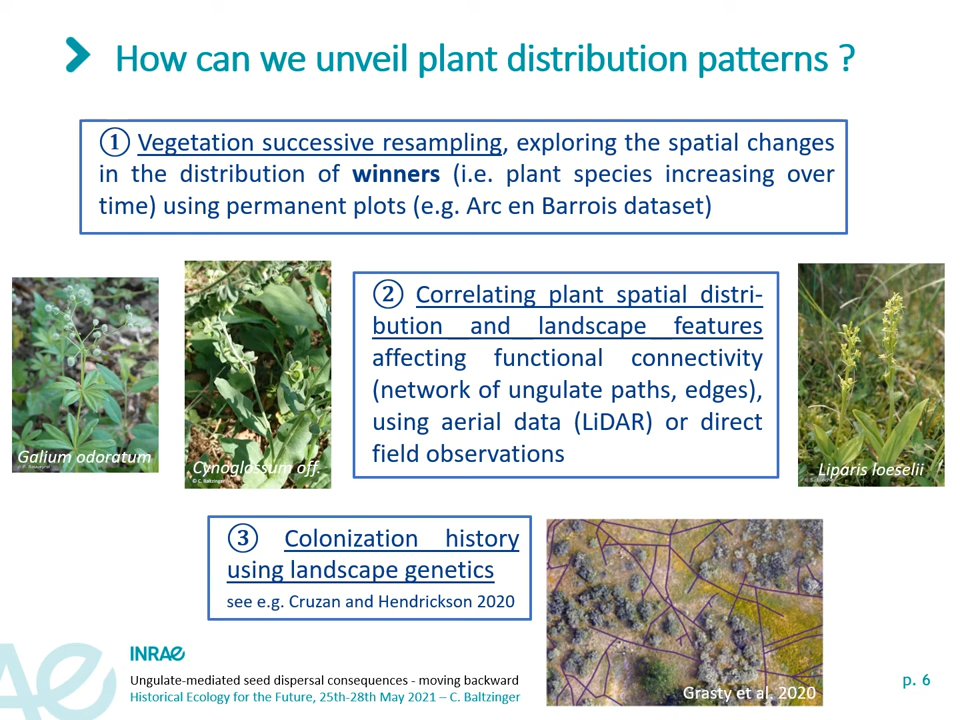 How can we unveil plant distribution patterns ?
① Vegetation successive resampling, exploring the spatial changes
in the distribution of winners (i.e. plant species increasing over
time) using permanent plots (e.g. Arc en Barrois dataset)
Galium odoratum
Cynoglossum off.
© C. Baltzinger
② Correlating plant spatial distri-
bution and landscape features
affecting functional connectivity
(network of ungulate paths, edges),
using aerial data (LiDAR) or direct
field observations
Liparis loeselii
③ Colonization history
using landscape genetics
see e.g. Cruzan and Hendrickson 2020
Grasty et al. 2020
INRAE
Ungulate-mediated seed dispersal consequences - moving backward
Historical Ecology for the Future, 25th-28th May 2021 – C. Baltzinger
p. 6